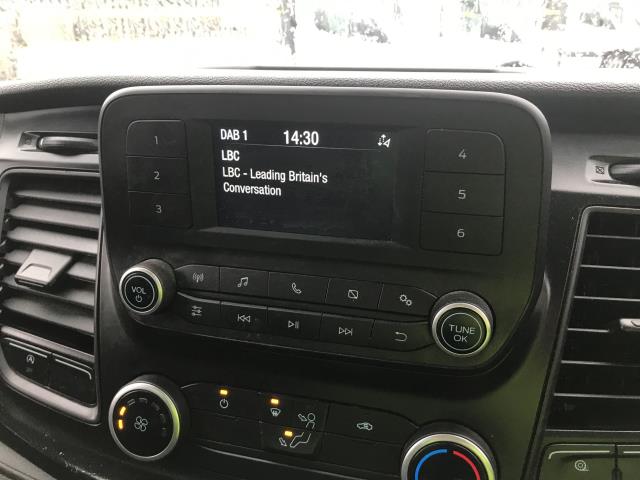 DAB 1 14:30
LBC
LBC - Leading Britain's
Conversation
1
2
3
4
5
6
VOL
TUNE
OK